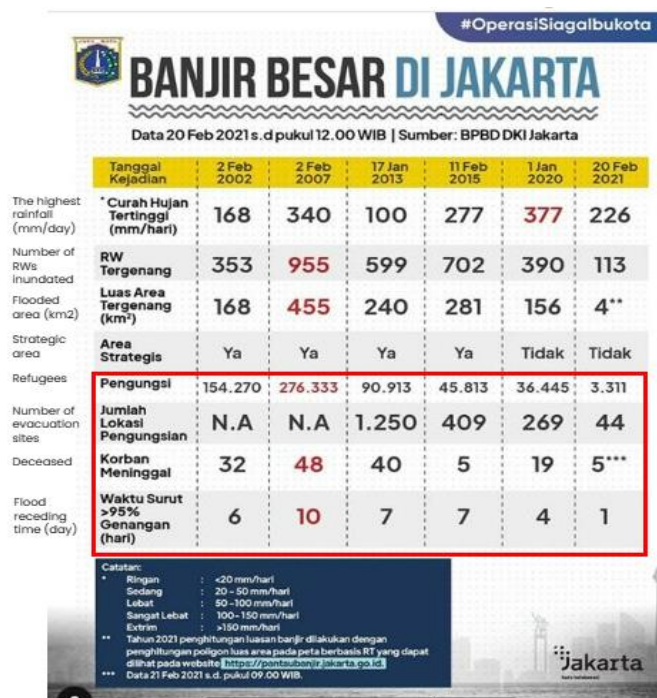 #OperasiSiagaIbukota
JAYA RAYA
BANJIR BESAR DI JAKARTA
Data 20 Feb 2021 s.d pukul 12.00 WIB | Sumber: BPBD DKI Jakarta
Tanggal Kejadian 2 Feb 2002 2 Feb 2007 17 Jan 2013 11 Feb 2015 1 Jan 2020 20 Feb 2021
The highest rainfall (mm/day) *Curah Hujan Tertinggi (mm/hari) 168 340 100 277 377 226
Number of RWs inundated RW Tergenang 353 955 599 702 390 113
Flooded area (km2) Luas Area Tergenang (km²) 168 455 240 281 156 4**
Strategic area Area Strategis Ya Ya Ya Ya Tidak Tidak
Refugees Pengungsi 154.270 276.333 90.913 45.813 36.445 3.311
Number of evacuation sites Jumlah Lokasi Pengungsian N.A N.A 1.250 409 269 44
Deceased Korban Meninggal 32 48 40 5 19 5***
Flood receding time (day) Waktu Surut >95% Genangan (hari) 6 10 7 7 4 1
Catatan:
* Ringan : <20 mm/hari
Sedang : 20 - 50 mm/hari
Lebat : 50 -100 mm/hari
Sangat Lebat : 100- 150 mm/hari
Extrim : >150 mm/hari
** Tahun 2021 penghitungan luasan banjir dilakukan dengan
penghitungan poligon luas area pada peta berbasis RT yang dapat
dilihat pada website https://pantaubanjir.jakarta.go.id.
*** Data 21 Feb 2021 s.d. pukul 09.00 WIB.
Jakarta